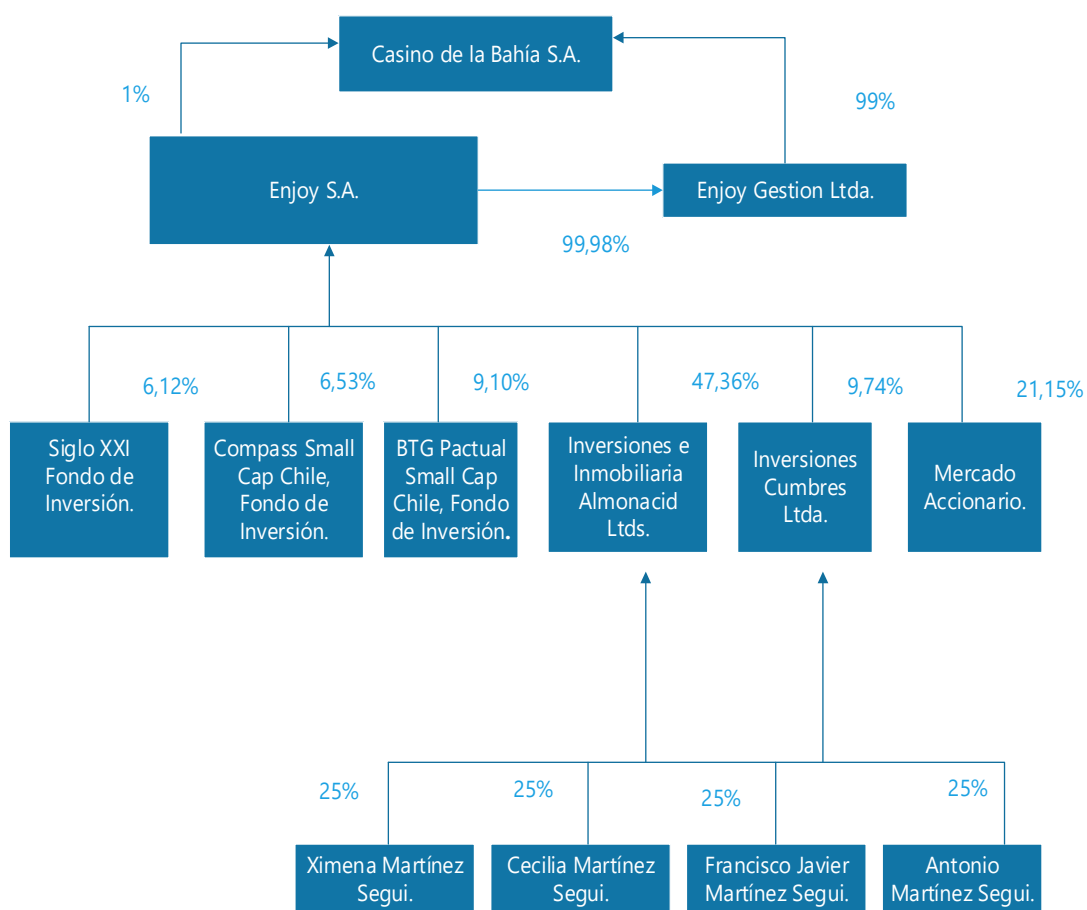 Casino de la Bahía S.A.
1%
99%
Enjoy S.A.
Enjoy Gestion Ltda.
99,98%
6,12%
6,53%
9,10%
47,36%
9,74%
21,15%
Siglo XXI
Fondo de
Inversión.
Compass Small
Cap Chile,
Fondo de
Inversión.
BTG Pactual
Small Cap
Chile, Fondo
de Inversión.
Inversiones e
Inmobiliaria
Almonacid
Ltds.
Inversiones
Cumbres
Ltda.
Mercado
Accionario.
25%
25%
25%
25%
Ximena Martínez
Segui.
Cecilia Martínez
Segui.
Francisco Javier
Martínez Segui.
Antonio
Martínez Segui.